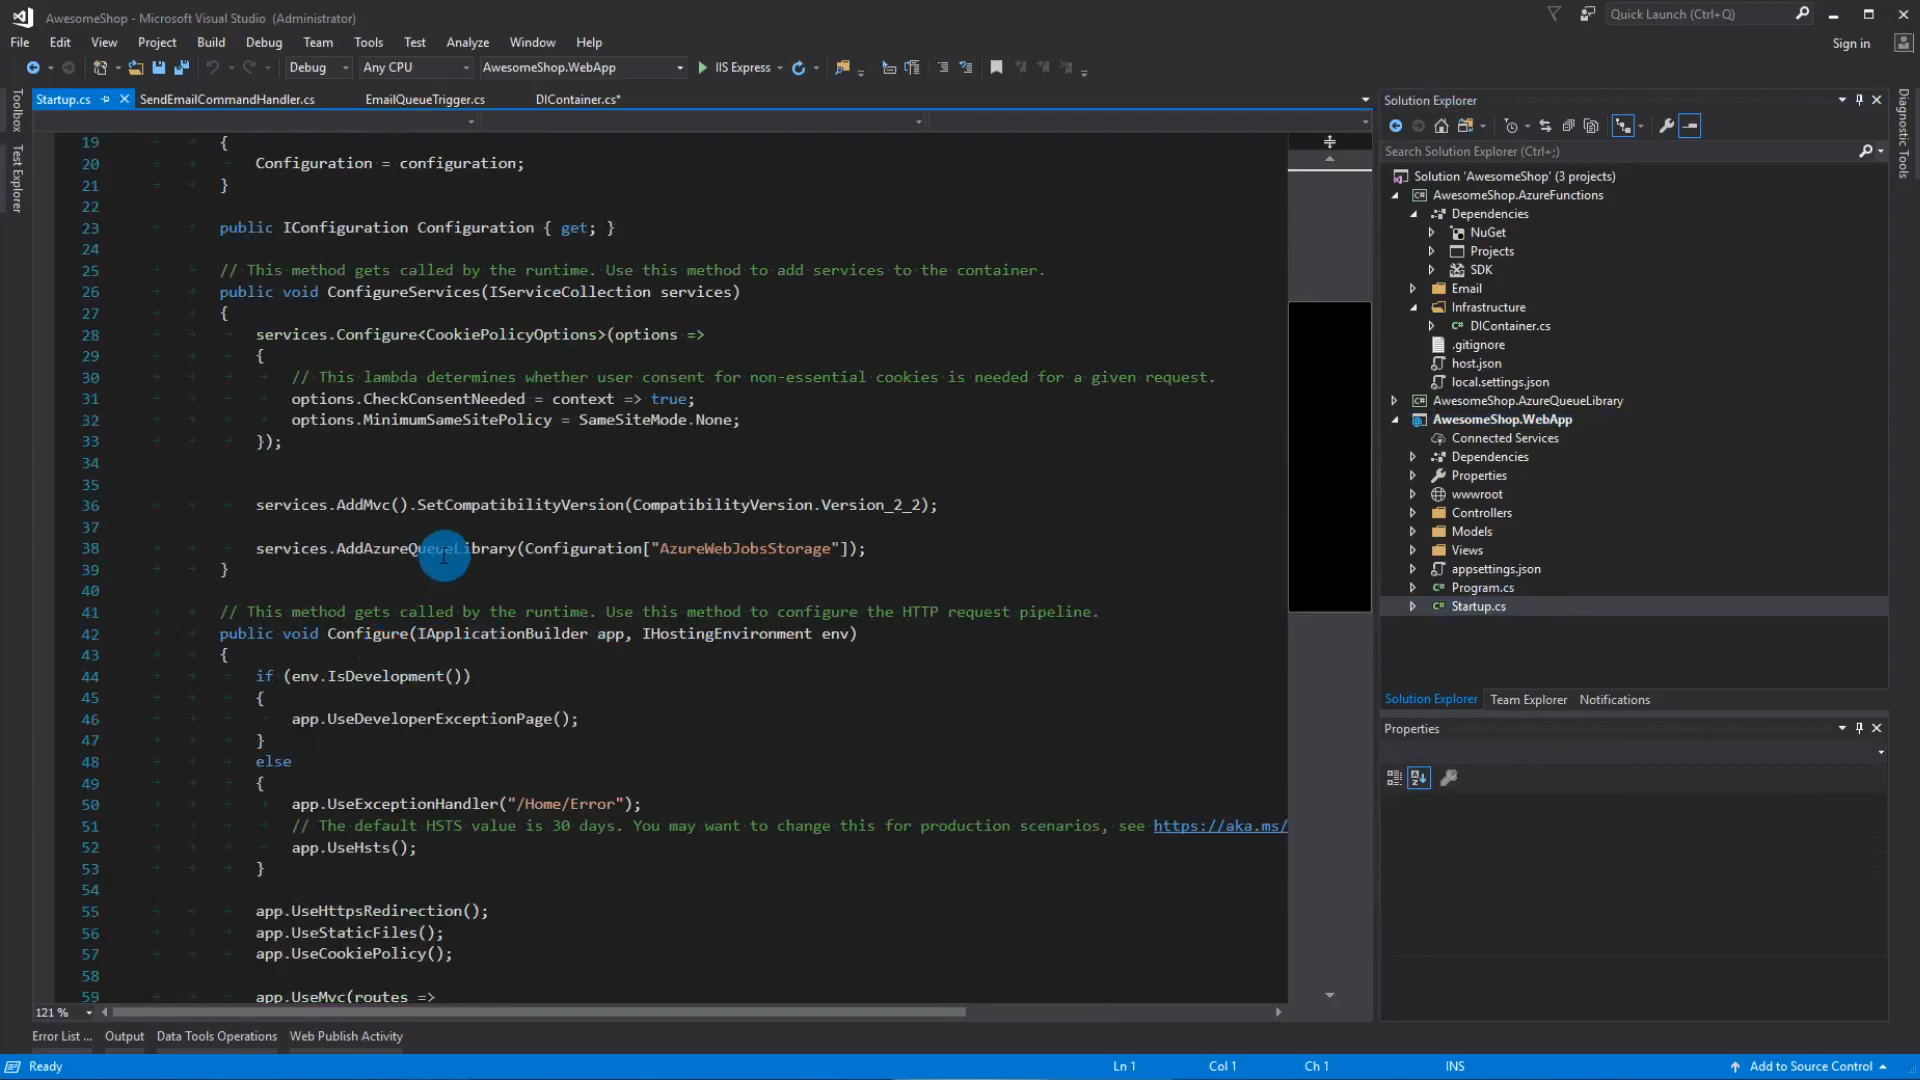 AwesomeShop - Microsoft Visual Studio (Administrator)
Quick Launch (Ctrl+Q)
File Edit View Project Build Debug Team Tools Test Analyze Window Help
Sign in
Debug Any CPU AwesomeShop.WebApp IIS Express
Startup.cs SendEmailCommandHandler.cs EmailQueueTrigger.cs DIContainer.cs*
Toolbox
Test Explorer
19 {
20 Configuration = configuration;
21 }
22
23 public IConfiguration Configuration { get; }
24
25 // This method gets called by the runtime. Use this method to add services to the container.
26 public void ConfigureServices(IServiceCollection services)
27 {
28 services.Configure<CookiePolicyOptions>(options =>
29 {
30 // This lambda determines whether user consent for non-essential cookies is needed for a given request.
31 options.CheckConsentNeeded = context => true;
32 options.MinimumSameSitePolicy = SameSiteMode.None;
33 });
34
35
36 services.AddMvc().SetCompatibilityVersion(CompatibilityVersion.Version_2_2);
37
38 services.AddAzureQueueLibrary(Configuration["AzureWebJobsStorage"]);
39 }
40
41 // This method gets called by the runtime. Use this method to configure the HTTP request pipeline.
42 public void Configure(IApplicationBuilder app, IHostingEnvironment env)
43 {
44 if (env.IsDevelopment())
45 {
46 app.UseDeveloperExceptionPage();
47 }
48 else
49 {
50 app.UseExceptionHandler("/Home/Error");
51 // The default HSTS value is 30 days. You may want to change this for production scenarios, see https://aka.ms/
52 app.UseHsts();
53 }
54
55 app.UseHttpsRedirection();
56 app.UseStaticFiles();
57 app.UseCookiePolicy();
58
59 app.UseMvc(routes =>
121 %
Error List ... Output Data Tools Operations Web Publish Activity
Solution Explorer
Search Solution Explorer (Ctrl+;)
Solution 'AwesomeShop' (3 projects)
AwesomeShop.AzureFunctions
Dependencies
NuGet
Projects
SDK
Email
Infrastructure
C# DIContainer.cs
.gitignore
host.json
local.settings.json
AwesomeShop.AzureQueueLibrary
AwesomeShop.WebApp
Connected Services
Dependencies
Properties
wwwroot
Controllers
Models
Views
appsettings.json
C# Program.cs
C# Startup.cs
Solution Explorer Team Explorer Notifications
Properties
Diagnostic Tools
Ready
Ln 1 Col 1 Ch 1 INS
Add to Source Control